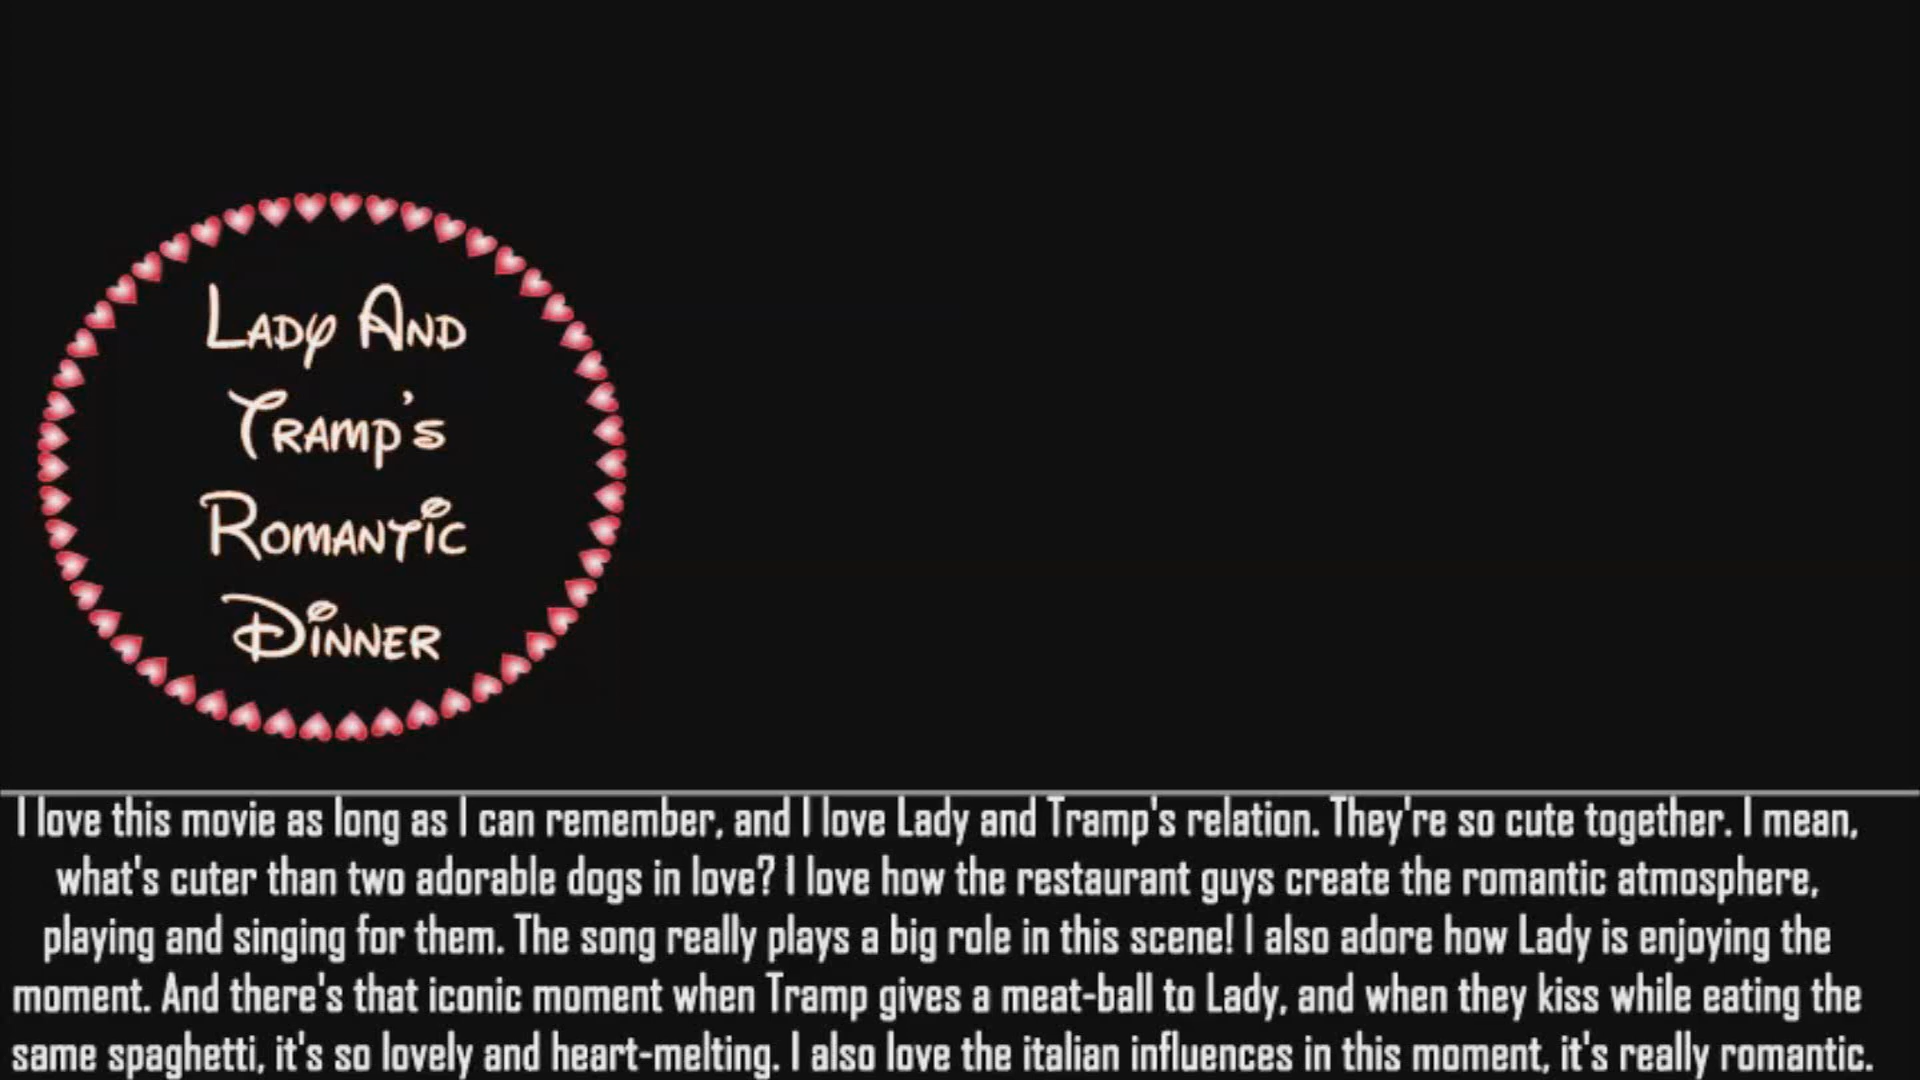 Lady And
Tramp's
Romantic
Dinner
I love this movie as long as I can remember, and I love Lady and Tramp's relation. They're so cute together. I mean,
what's cuter than two adorable dogs in love? I love how the restaurant guys create the romantic atmosphere,
playing and singing for them. The song really plays a big role in this scene! I also adore how Lady is enjoying the
moment. And there's that iconic moment when Tramp gives a meat-ball to Lady, and when they kiss while eating the
same spaghetti, it's so lovely and heart-melting. I also love the italian influences in this moment, it's really romantic.